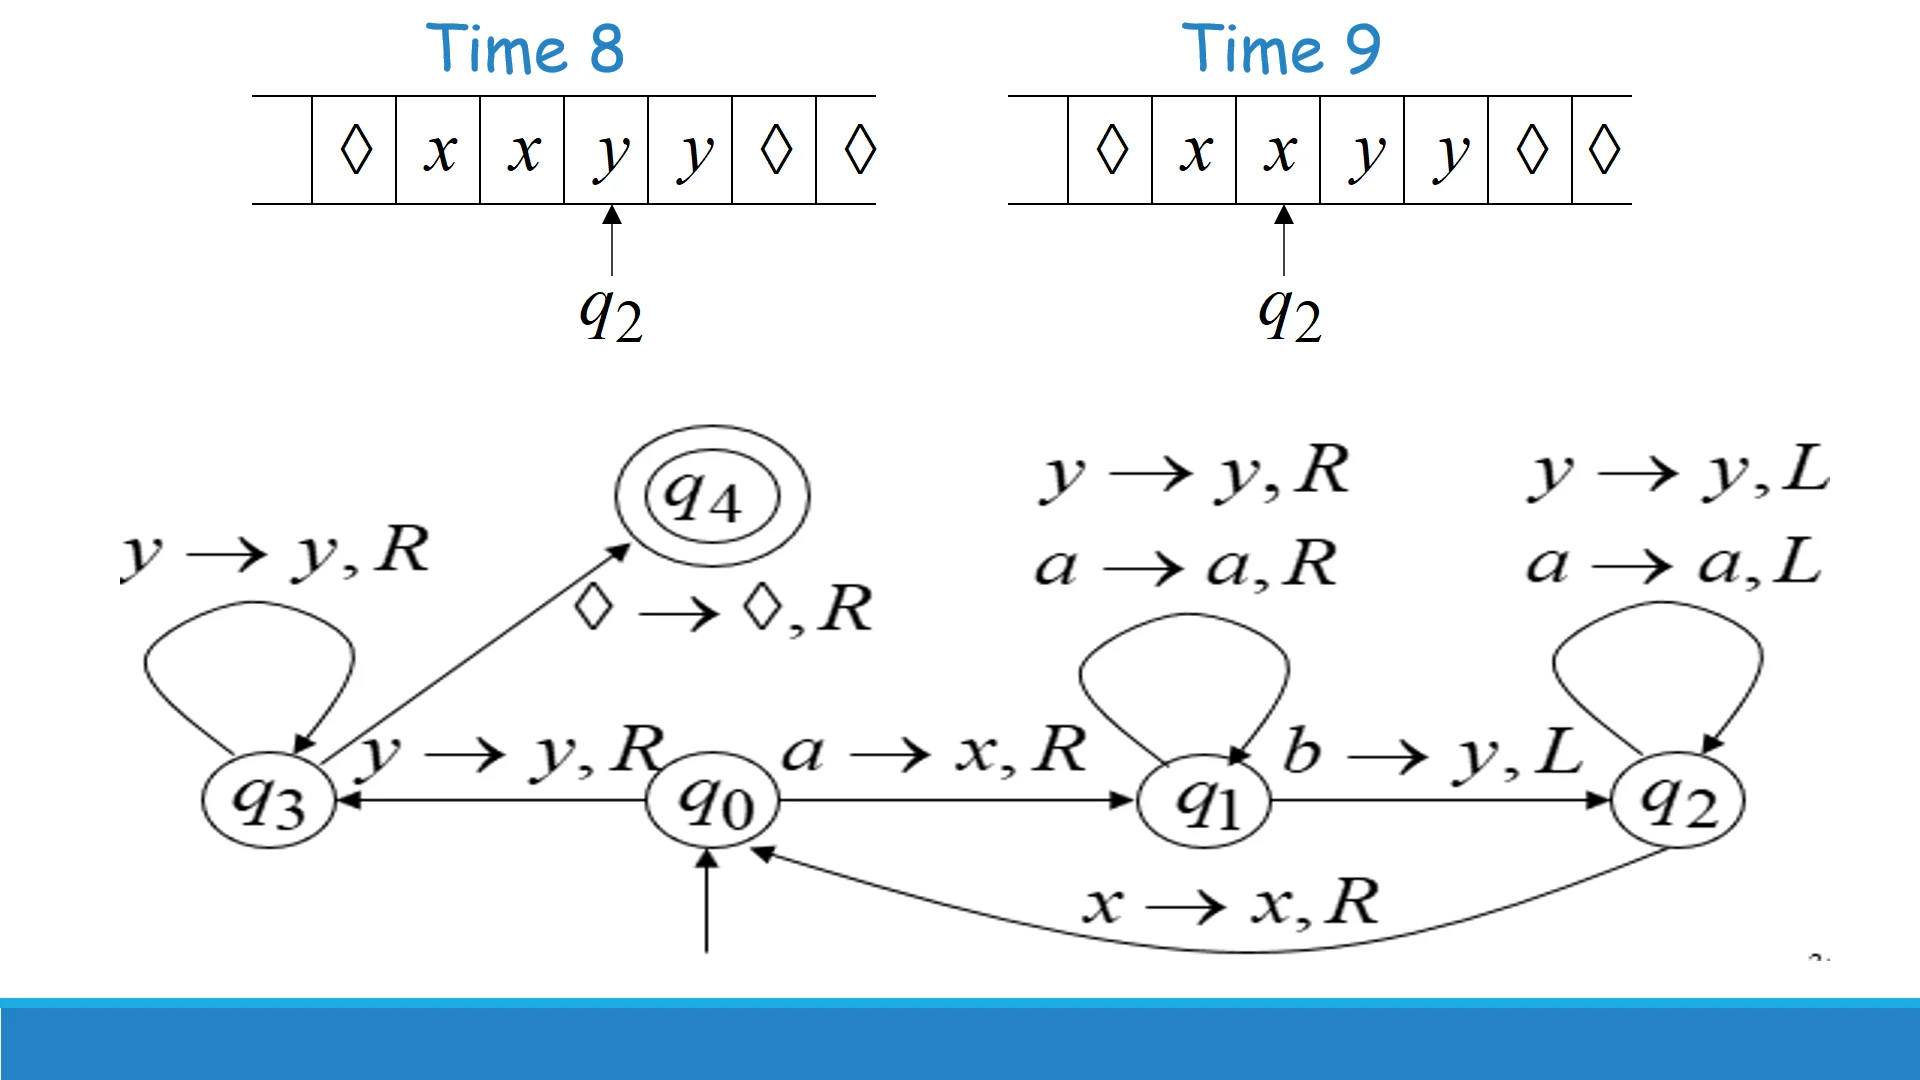 Time 8
◊ x x y y ◊ ◊
q2
Time 9
◊ x x y y ◊ ◊
q2
q4
y → y, R
y → y, L
y → y, R
a → a, R
a → a, L
◊ → ◊, R
y → y, R
a → x, R
b → y, L
q3
q0
q1
q2
x → x, R